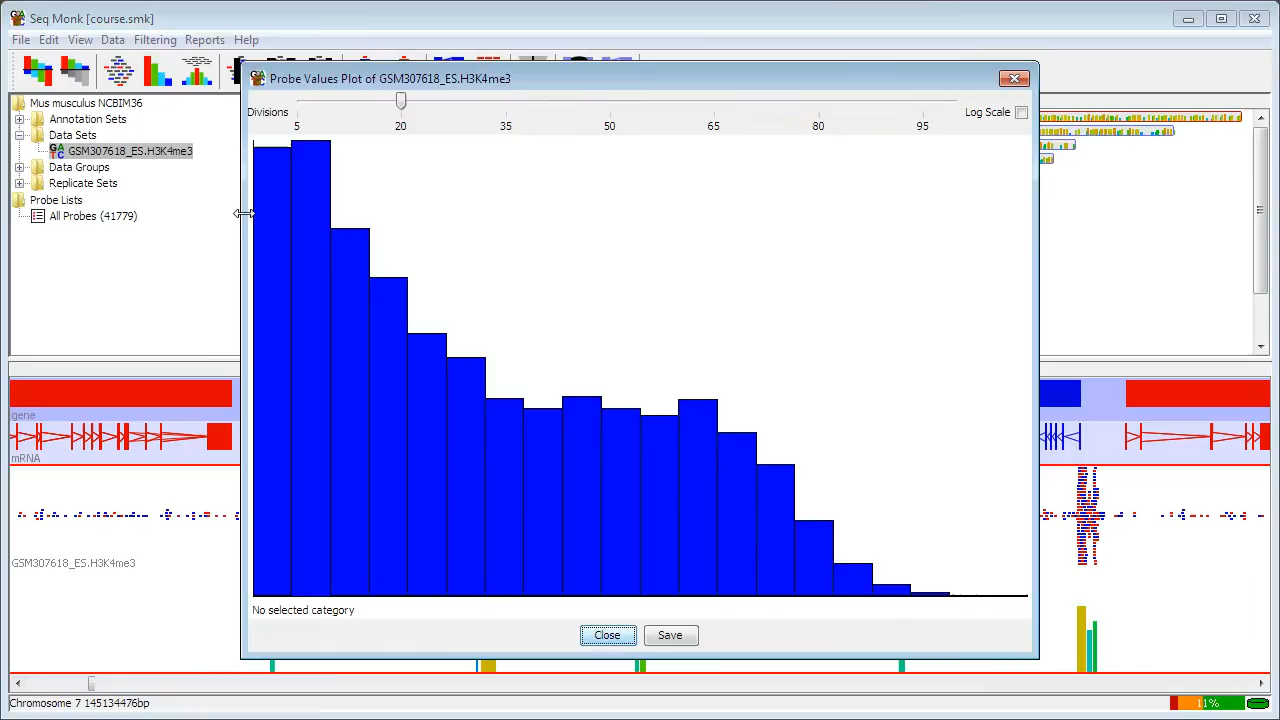 Seq Monk [course.smk]
File Edit View Data Filtering Reports Help
Probe Values Plot of GSM307618_ES.H3K4me3
Divisions
5 20 35 50 65 80 95
Log Scale
Mus musculus NCBIM36
Annotation Sets
Data Sets
GSM307618_ES.H3K4me3
Data Groups
Replicate Sets
Probe Lists
All Probes (41779)
gene
mRNA
GSM307618_ES.H3K4me3
No selected category
Close Save
Chromosome 7 145134476bp
11%